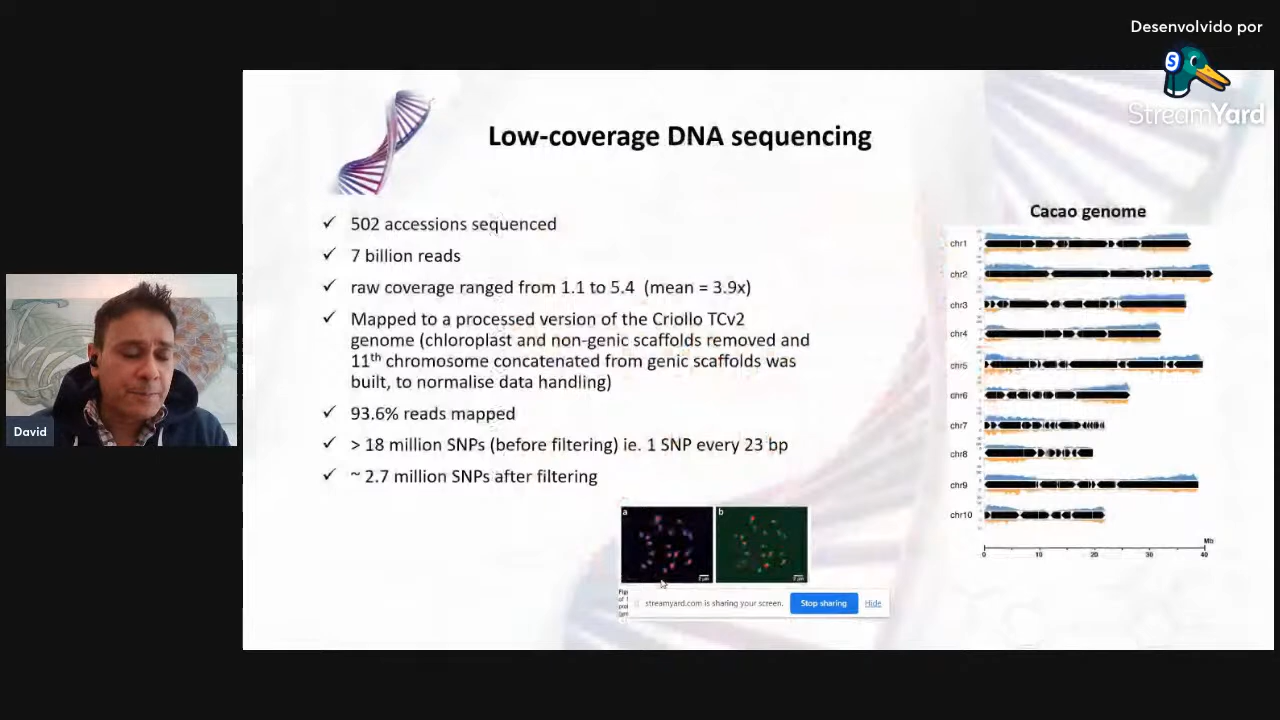 Desenvolvido por
StreamYard
Low-coverage DNA sequencing
502 accessions sequenced
7 billion reads
raw coverage ranged from 1.1 to 5.4 (mean = 3.9x)
Mapped to a processed version of the Criollo TCv2
genome (chloroplast and non-genic scaffolds removed and
11th chromosome concatenated from genic scaffolds was
built, to normalise data handling)
93.6% reads mapped
> 18 million SNPs (before filtering) ie. 1 SNP every 23 bp
~ 2.7 million SNPs after filtering
Cacao genome
chr1
chr2
chr3
chr4
chr5
chr6
chr7
chr8
chr9
chr10
Mb
0 10 20 30 40
a b
streamyard.com is sharing your screen. Stop sharing Hide
David